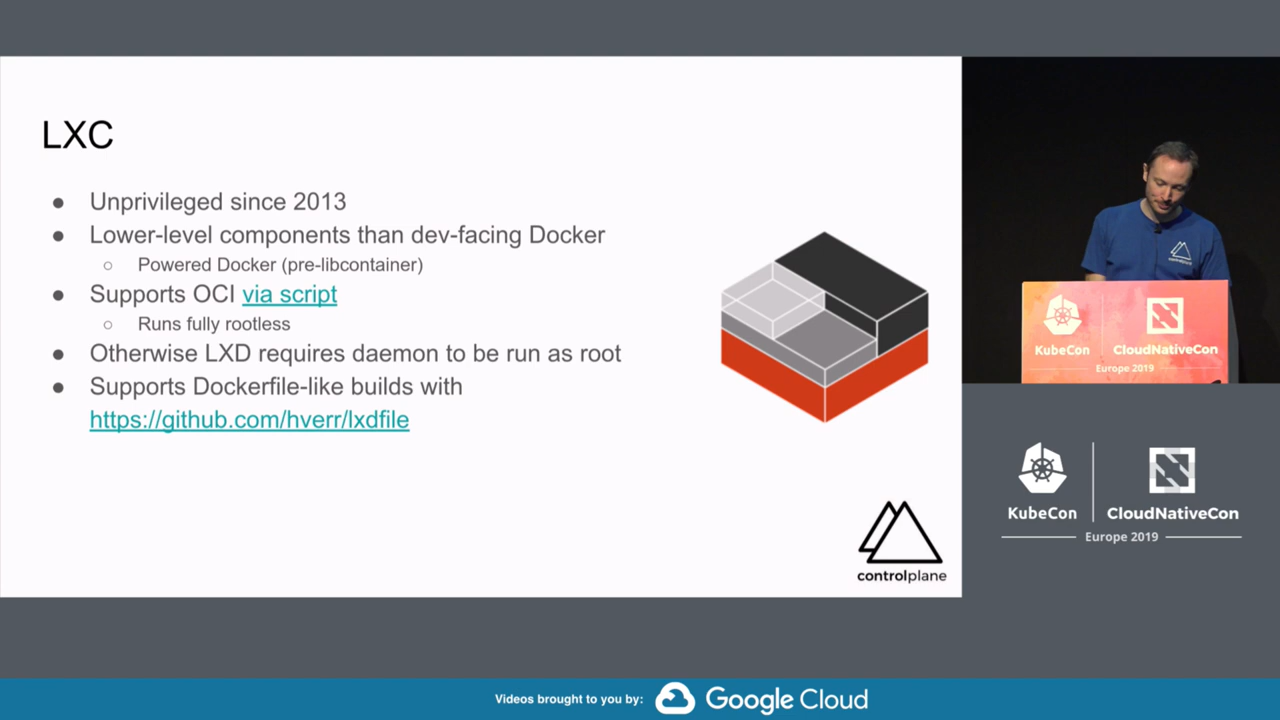 LXC
● Unprivileged since 2013
● Lower-level components than dev-facing Docker
○ Powered Docker (pre-libcontainer)
● Supports OCI via script
○ Runs fully rootless
● Otherwise LXD requires daemon to be run as root
● Supports Dockerfile-like builds with
https://github.com/hverr/lxdfile
controlplane
controlplane
KubeCon
CloudNativeCon
Europe 2019
KubeCon
CloudNativeCon
Europe 2019
Videos brought to you by:
Google Cloud